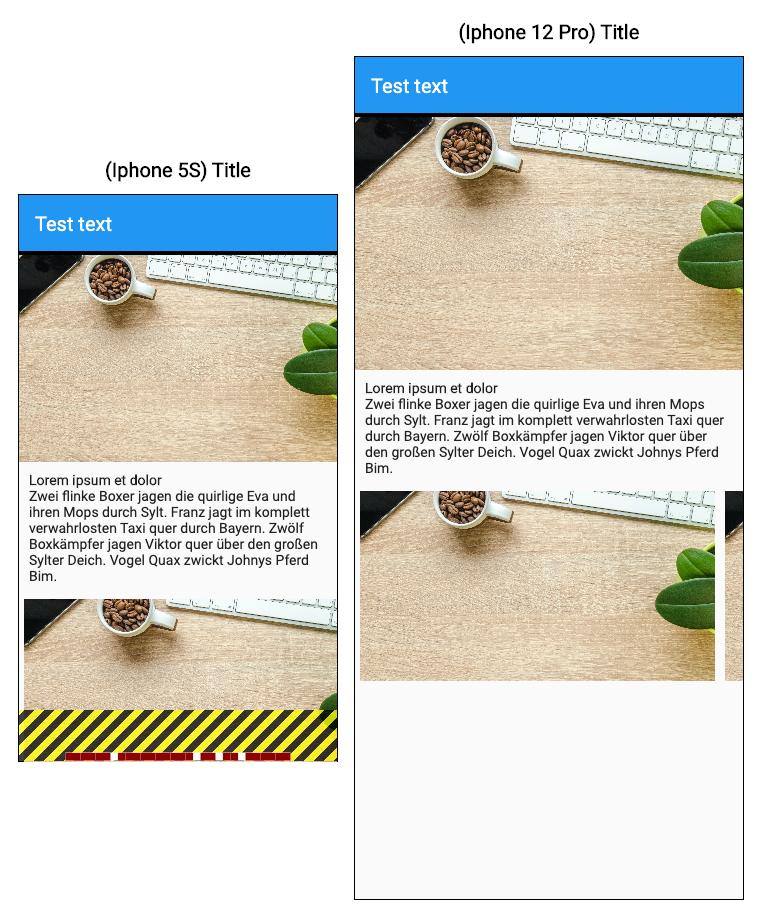 (Iphone 12 Pro) Title
Test text
(Iphone 5S) Title
Test text
Lorem ipsum et dolor
Zwei flinke Boxer jagen die quirlige Eva und ihren Mops
durch Sylt. Franz jagt im komplett verwahrlosten Taxi quer
durch Bayern. Zwölf Boxkämpfer jagen Viktor quer über
den großen Sylter Deich. Vogel Quax zwickt Johnys Pferd
Bim.
Lorem ipsum et dolor
Zwei flinke Boxer jagen die quirlige Eva und
ihren Mops durch Sylt. Franz jagt im komplett
verwahrlosten Taxi quer durch Bayern. Zwölf
Boxkämpfer jagen Viktor quer über den großen
Sylter Deich. Vogel Quax zwickt Johnys Pferd
Bim.